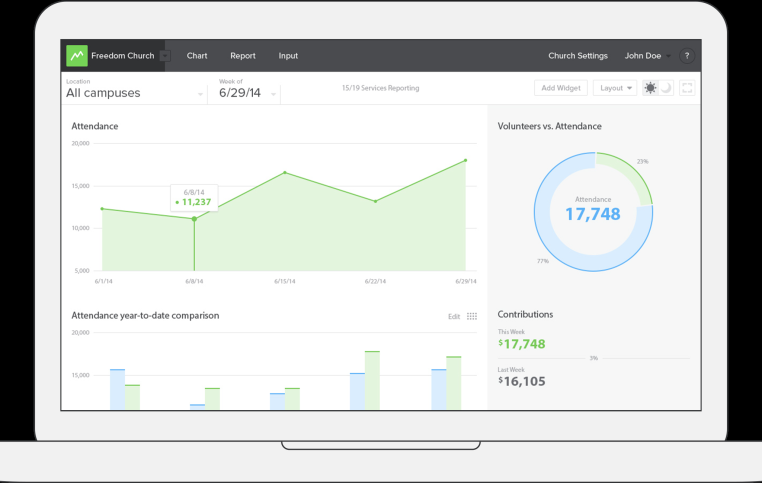 Freedom Church
Chart
Report
Input
Church Settings
John Doe
?
Location
All campuses
Week of
6/29/14
15/19 Services Reporting
Add Widget
Layout
Attendance
20,000
15,000
10,000
5,000
6/8/14
11,237
6/1/14
6/8/14
6/15/14
6/22/14
6/29/14
Volunteers vs. Attendance
23%
Attendance
17,748
77%
Attendance year-to-date comparison
Edit
20,000
15,000
Contributions
This Week
$17,748
3%
Last Week
$16,105